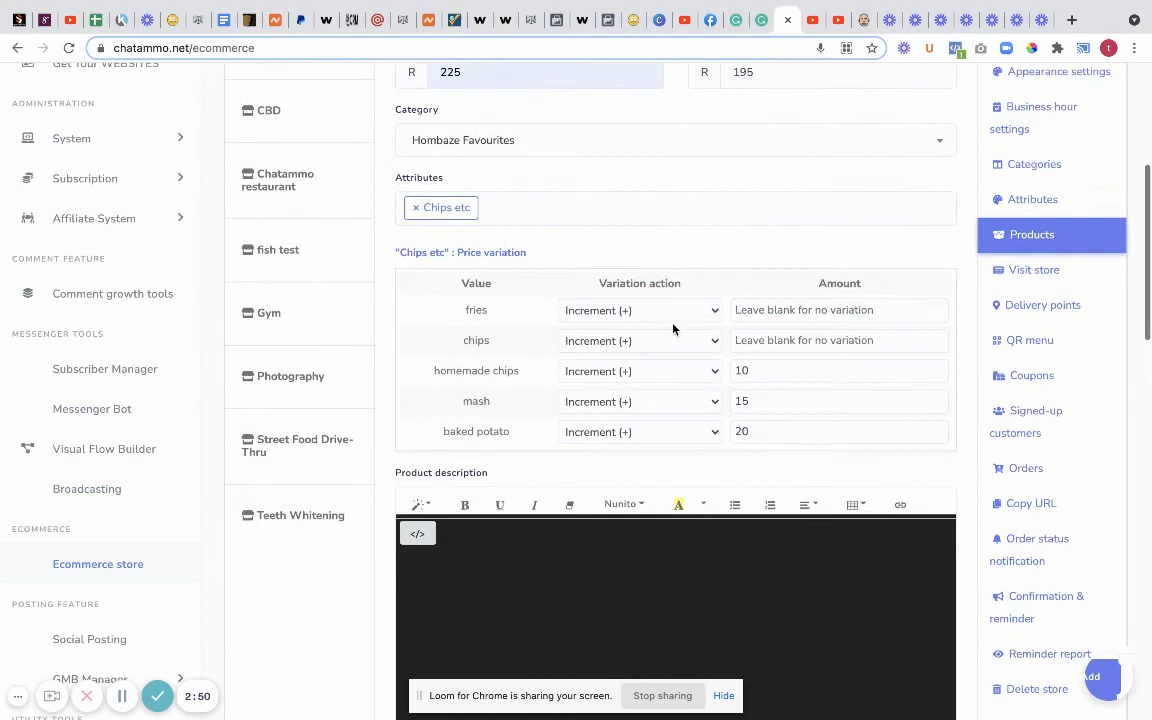 chatammo.net/ecommerce
Get Your WEBSITES
ADMINISTRATION
System
Subscription
Affiliate System
COMMENT FEATURE
Comment growth tools
MESSENGER TOOLS
Subscriber Manager
Messenger Bot
Visual Flow Builder
Broadcasting
ECOMMERCE
Ecommerce store
POSTING FEATURE
Social Posting
GMB Manager
2:50
CBD
Chatammo
restaurant
fish test
Gym
Photography
Street Food Drive-
Thru
Teeth Whitening
R 225 R 195
Category
Hombaze Favourites
Attributes
× Chips etc
"Chips etc" : Price variation
Value Variation action Amount
fries Increment (+) Leave blank for no variation
chips Increment (+) Leave blank for no variation
homemade chips Increment (+) 10
mash Increment (+) 15
baked potato Increment (+) 20
Product description
B U I Nunito A
</>
Loom for Chrome is sharing your screen. Stop sharing Hide
Appearance settings
Business hour
settings
Categories
Attributes
Products
Visit store
Delivery points
QR menu
Coupons
Signed-up
customers
Orders
Copy URL
Order status
notification
Confirmation &
reminder
Reminder report
Delete store
Add